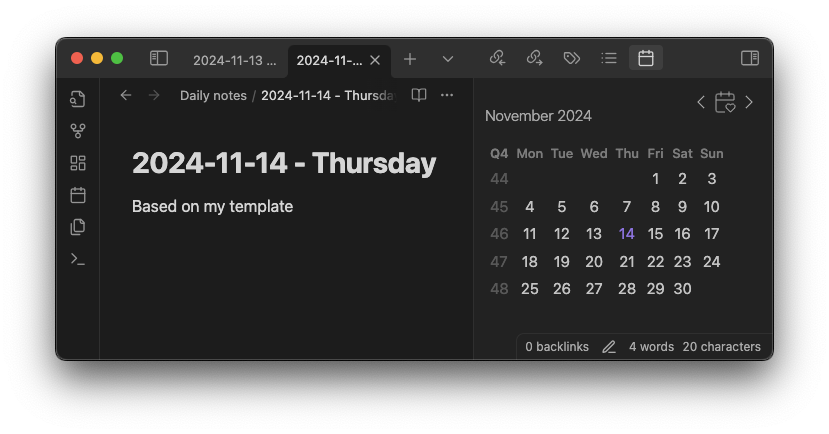 2024-11-13 ...
2024-11-...
Daily notes / 2024-11-14 - Thursda
2024-11-14 - Thursday
Based on my template
November 2024
Q4 Mon Tue Wed Thu Fri Sat Sun
44 1 2 3
45 4 5 6 7 8 9 10
46 11 12 13 14 15 16 17
47 18 19 20 21 22 23 24
48 25 26 27 28 29 30
0 backlinks 4 words 20 characters